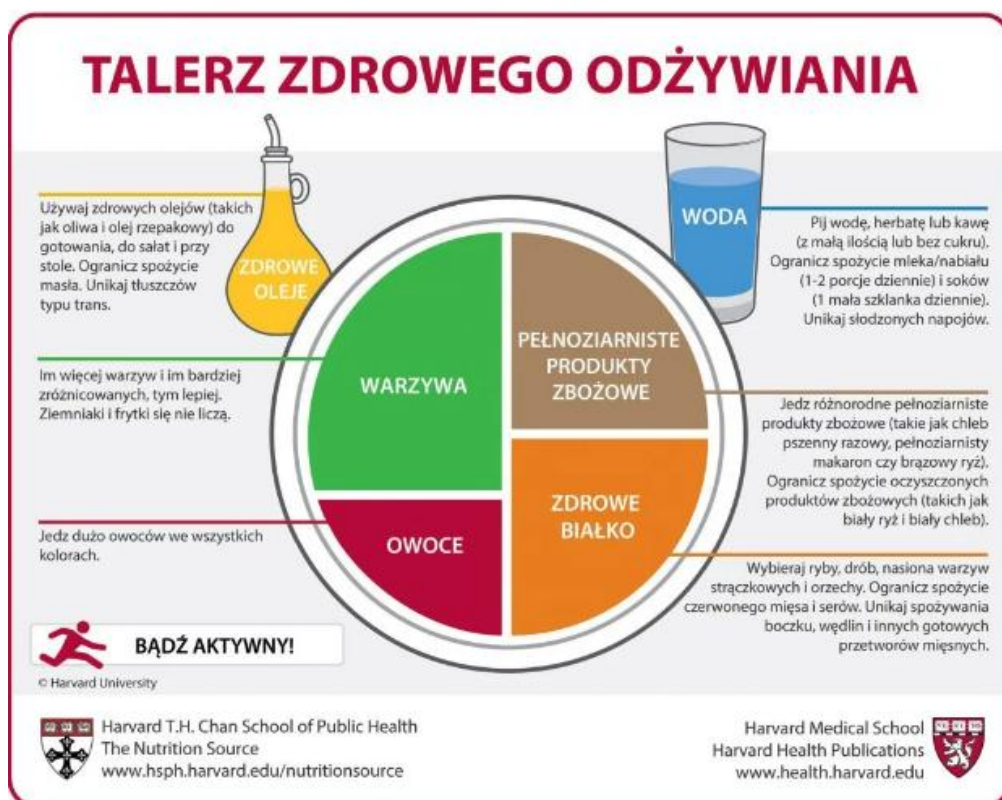 TALERZ ZDROWEGO ODŻYWIANIA
Używaj zdrowych olejów (takich
jak oliwa i olej rzepakowy) do
gotowania, do sałat i przy
stole. Ogranicz spożycie
masła. Unikaj tłuszczów
typu trans.
ZDROWE
OLEJE
WODA
Pij wodę, herbatę lub kawę
(z małą ilością lub bez cukru).
Ogranicz spożycie mleka/nabiału
(1-2 porcje dziennie) i soków
(1 mała szklanka dziennie).
Unikaj słodzonych napojów.
Im więcej warzyw i im bardziej
zróżnicowanych, tym lepiej.
Ziemniaki i frytki się nie liczą.
WARZYWA
PEŁNOZIARNISTE
PRODUKTY
ZBOŻOWE
Jedz różnorodne pełnoziarniste
produkty zbożowe (takie jak chleb
pszenny razowy, pełnoziarnisty
makaron czy brązowy ryż).
Ogranicz spożycie oczyszczonych
produktów zbożowych (takich jak
biały ryż i biały chleb).
Jedz dużo owoców we wszystkich
kolorach.
OWOCE
ZDROWE
BIAŁKO
Wybieraj ryby, drób, nasiona warzyw
strączkowych i orzechy. Ogranicz spożycie
czerwonego mięsa i serów. Unikaj spożywania
boczku, wędlin i innych gotowych
przetworów mięsnych.
BĄDŹ AKTYWNY!
© Harvard University
Harvard T.H. Chan School of Public Health
The Nutrition Source
www.hsph.harvard.edu/nutritionsource
Harvard Medical School
Harvard Health Publications
www.health.harvard.edu